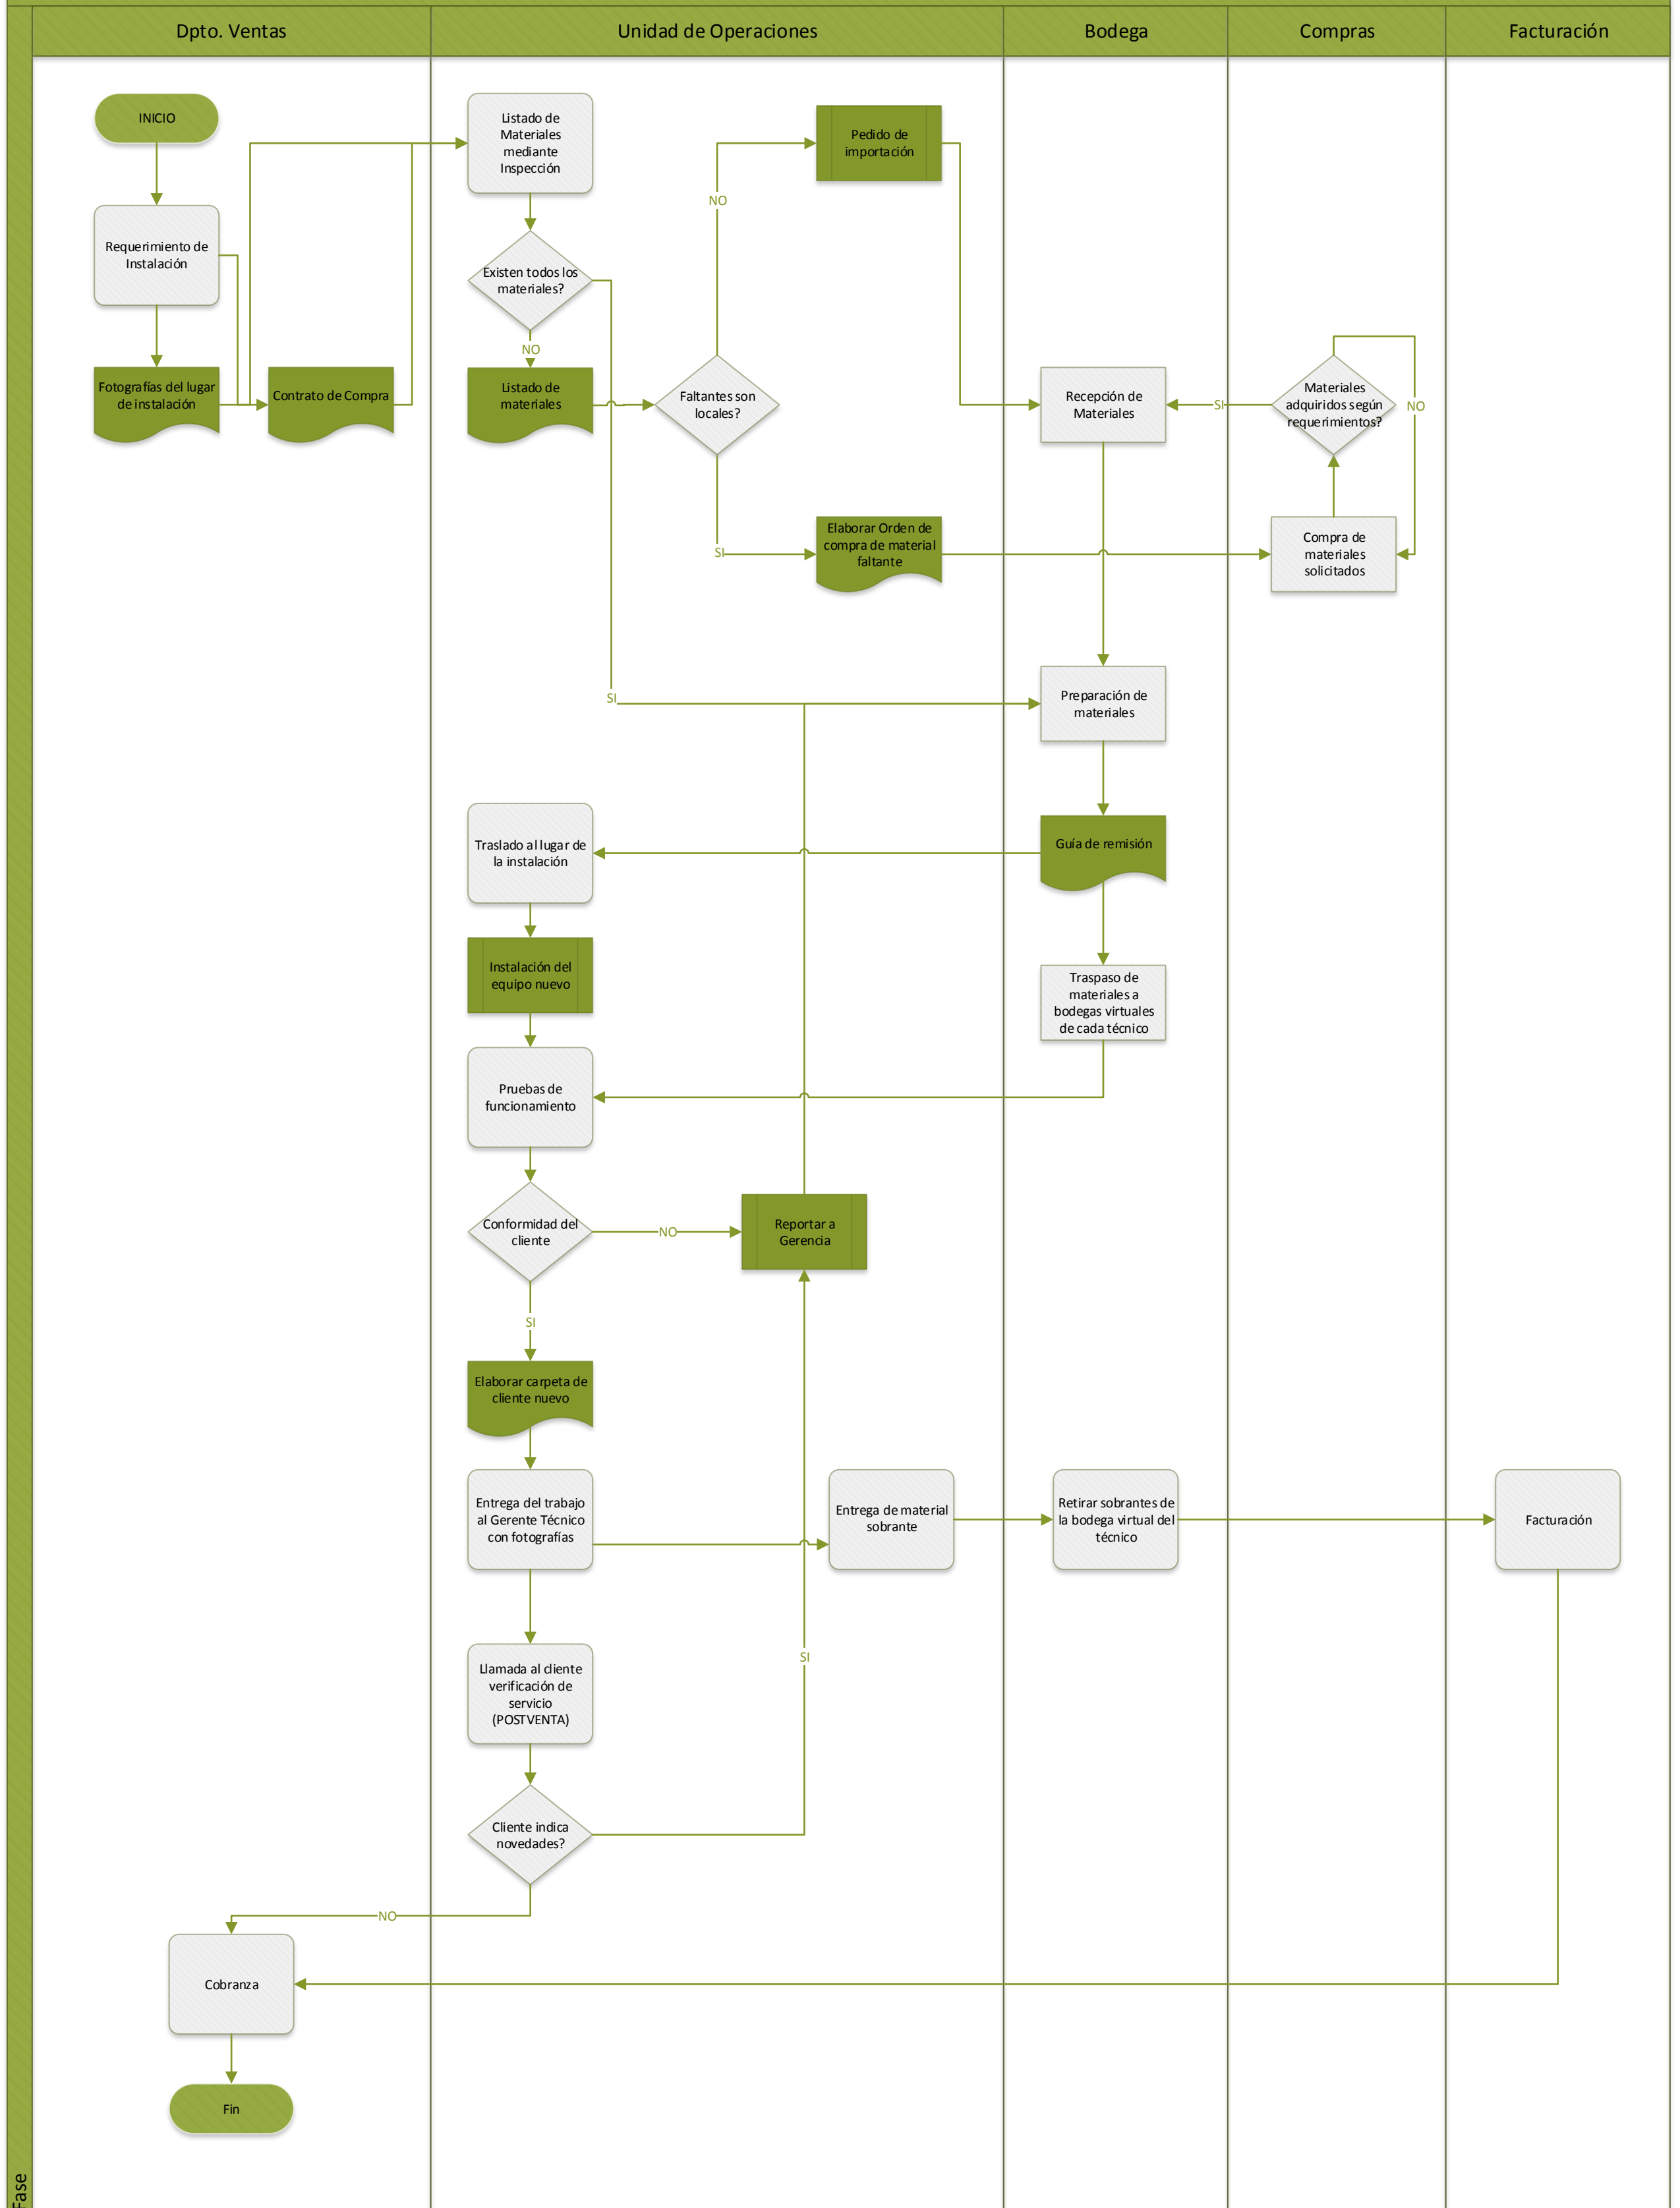 Dpto. Ventas
Unidad de Operaciones
Bodega
Compras
Facturación
INICIO
Listado de
Materiales
mediante
Inspección
Pedido de
importación
NO
Requerimiento de
Instalación
Existen todos los
materiales?
NO
Fotografías del lugar
de instalación
Contrato de Compra
Listado de
materiales
Faltantes son
locales?
Recepción de
Materiales
SI
Materiales
adquiridos según
requerimientos?
NO
SI
Elaborar Orden de
compra de material
faltante
Compra de
materiales
solicitados
SI
Preparación de
materiales
Traslado al lugar de
la instalación
Guía de remisión
Instalación del
equipo nuevo
Traspaso de
materiales a
bodegas virtuales
de cada técnico
Pruebas de
funcionamiento
Conformidad del
cliente
NO
Reportar a
Gerencia
SI
Elaborar carpeta de
cliente nuevo
Entrega del trabajo
al Gerente Técnico
con fotografías
Entrega de material
sobrante
Retirar sobrantes de
la bodega virtual del
técnico
Facturación
SI
Llamada al cliente
verificación de
servicio
(POSTVENTA)
Cliente indica
novedades?
NO
Cobranza
Fin
Fase